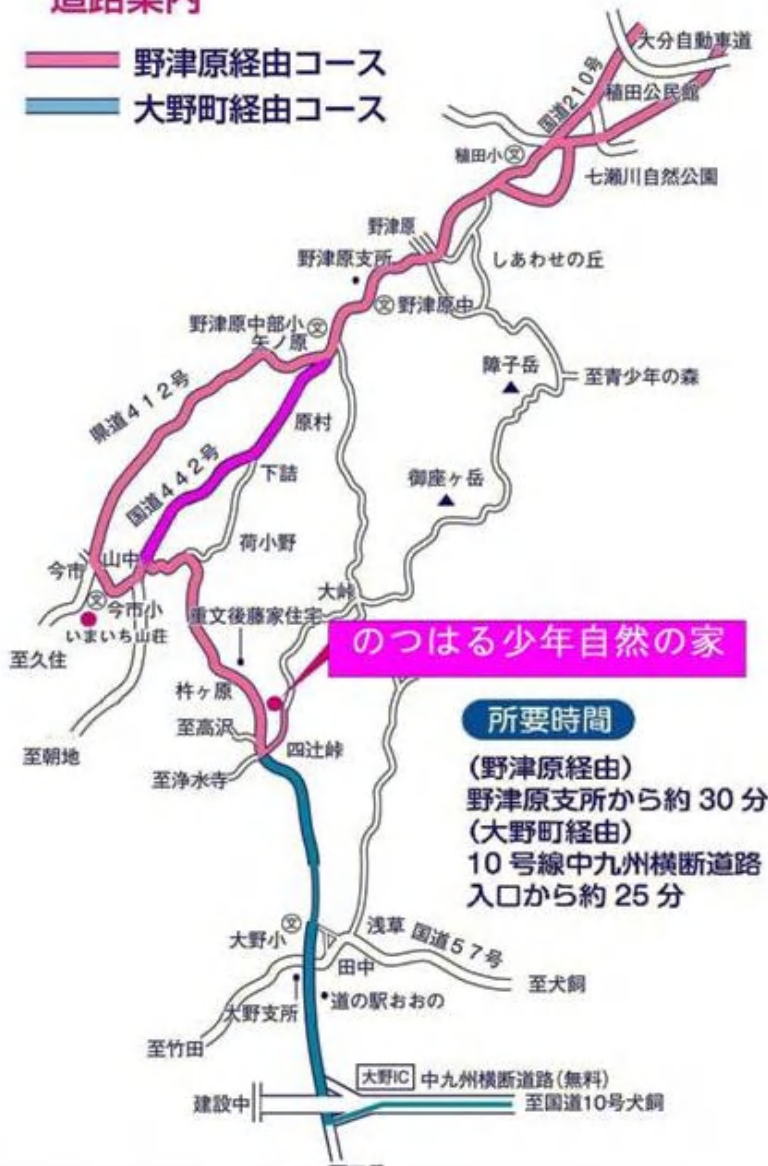 道路案内
野津原経由コース
大野町経由コース
大分自動車道
国道210号
稙田公民館
稙田小
文
七瀬川自然公園
野津原
野津原支所
しあわせの丘
文
野津原中
野津原中部小
文
矢ノ原
障子岳
至青少年の森
県道412号
原村
国道442号
下詰
御座ヶ岳
荷小野
今市
山中
大峠
文
今市小
重文後藤家住宅
いまいち山荘
のつはる少年自然の家
至久住
杵ヶ原
至高沢
四辻峠
至朝地
至浄水寺
所要時間
(野津原経由)
野津原支所から約30分
(大野町経由)
10号線中九州横断道路
入口から約25分
文
大野小
浅草
国道57号
田中
至犬飼
大野支所
道の駅おおの
至竹田
大野IC
中九州横断道路(無料)
建設中
至国道10号犬飼